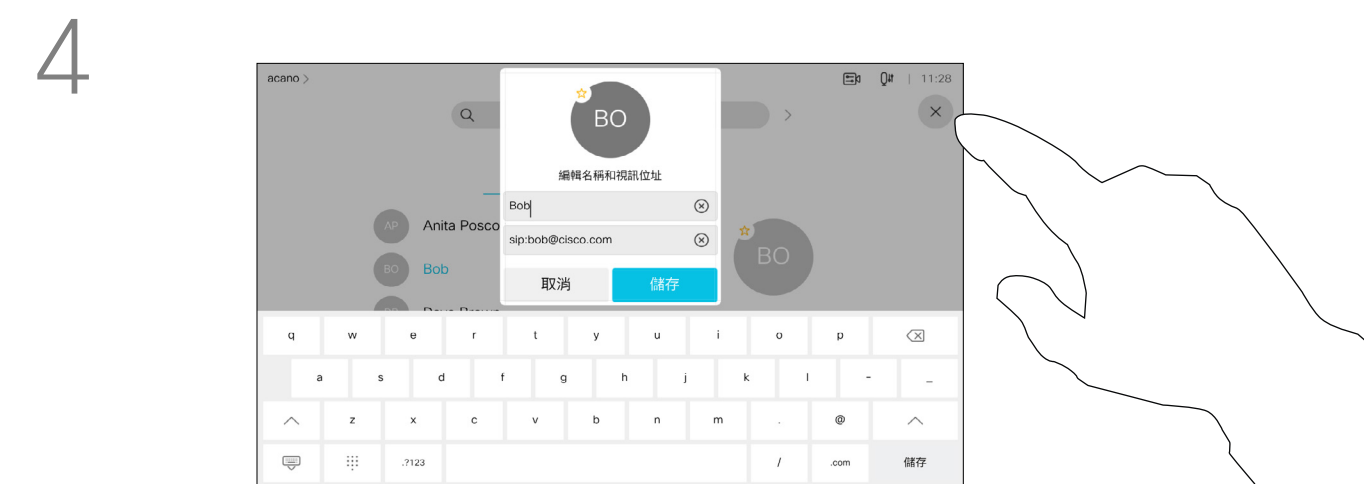 4
acano >
11:28
BO
編輯名稱和視訊位址
Bob
sip:bob@cisco.com
取消
儲存
AP
Anita Posco
BO
Bob
BO
q w e r t y u i o p
a s d f g h j k l - _
z x c v b n m . @
.?123
/
.com
儲存